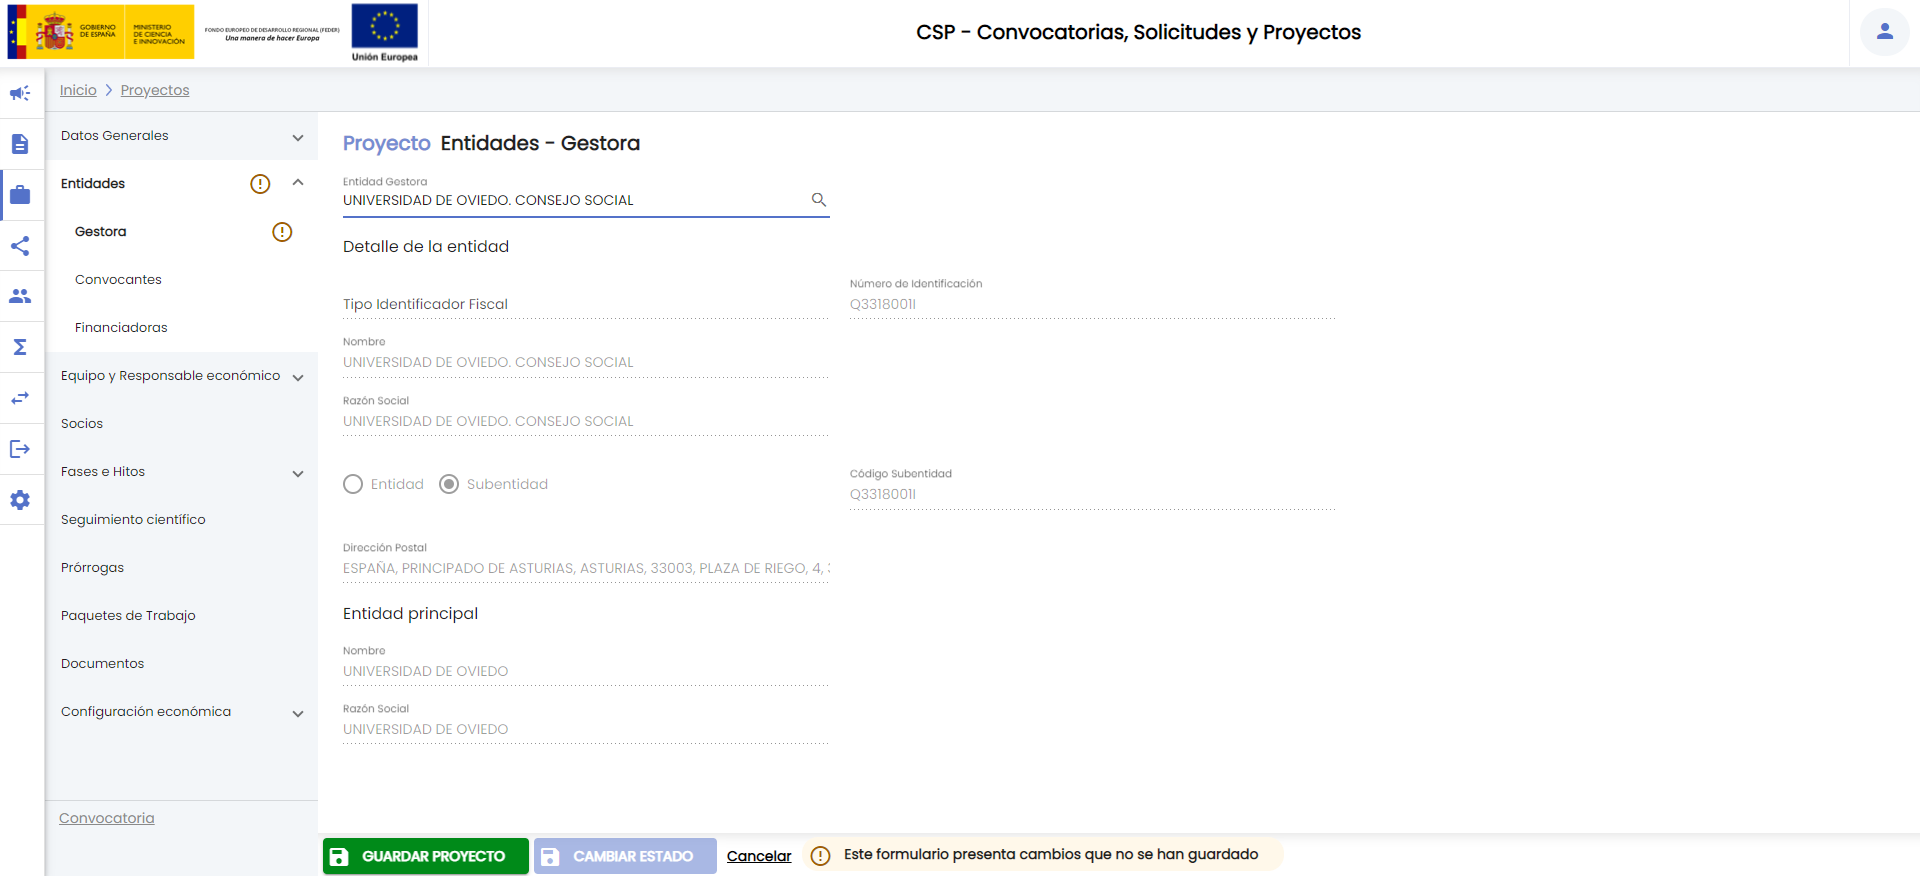 GOBIERNO
DE ESPAÑA
MINISTERIO
DE CIENCIA
E INNOVACIÓN
FONDO EUROPEO DE DESARROLLO REGIONAL (FEDER)
Una manera de hacer Europa
Unión Europea
CSP - Convocatorias, Solicitudes y Proyectos
Inicio
Proyectos
Datos Generales
Entidades
Gestora
Convocantes
Financiadoras
Equipo y Responsable económico
Socios
Fases e Hitos
Seguimiento científico
Prórrogas
Paquetes de Trabajo
Documentos
Configuración económica
Convocatoria
Proyecto Entidades - Gestora
Entidad Gestora
UNIVERSIDAD DE OVIEDO. CONSEJO SOCIAL
Detalle de la entidad
Tipo Identificador Fiscal
Número de Identificación
Q3318001I
Nombre
UNIVERSIDAD DE OVIEDO. CONSEJO SOCIAL
Razón Social
UNIVERSIDAD DE OVIEDO. CONSEJO SOCIAL
Entidad
Subentidad
Código Subentidad
Q3318001I
Dirección Postal
ESPAÑA, PRINCIPADO DE ASTURIAS, ASTURIAS, 33003, PLAZA DE RIEGO, 4,
Entidad principal
Nombre
UNIVERSIDAD DE OVIEDO
Razón Social
UNIVERSIDAD DE OVIEDO
GUARDAR PROYECTO
CAMBIAR ESTADO
Cancelar
Este formulario presenta cambios que no se han guardado